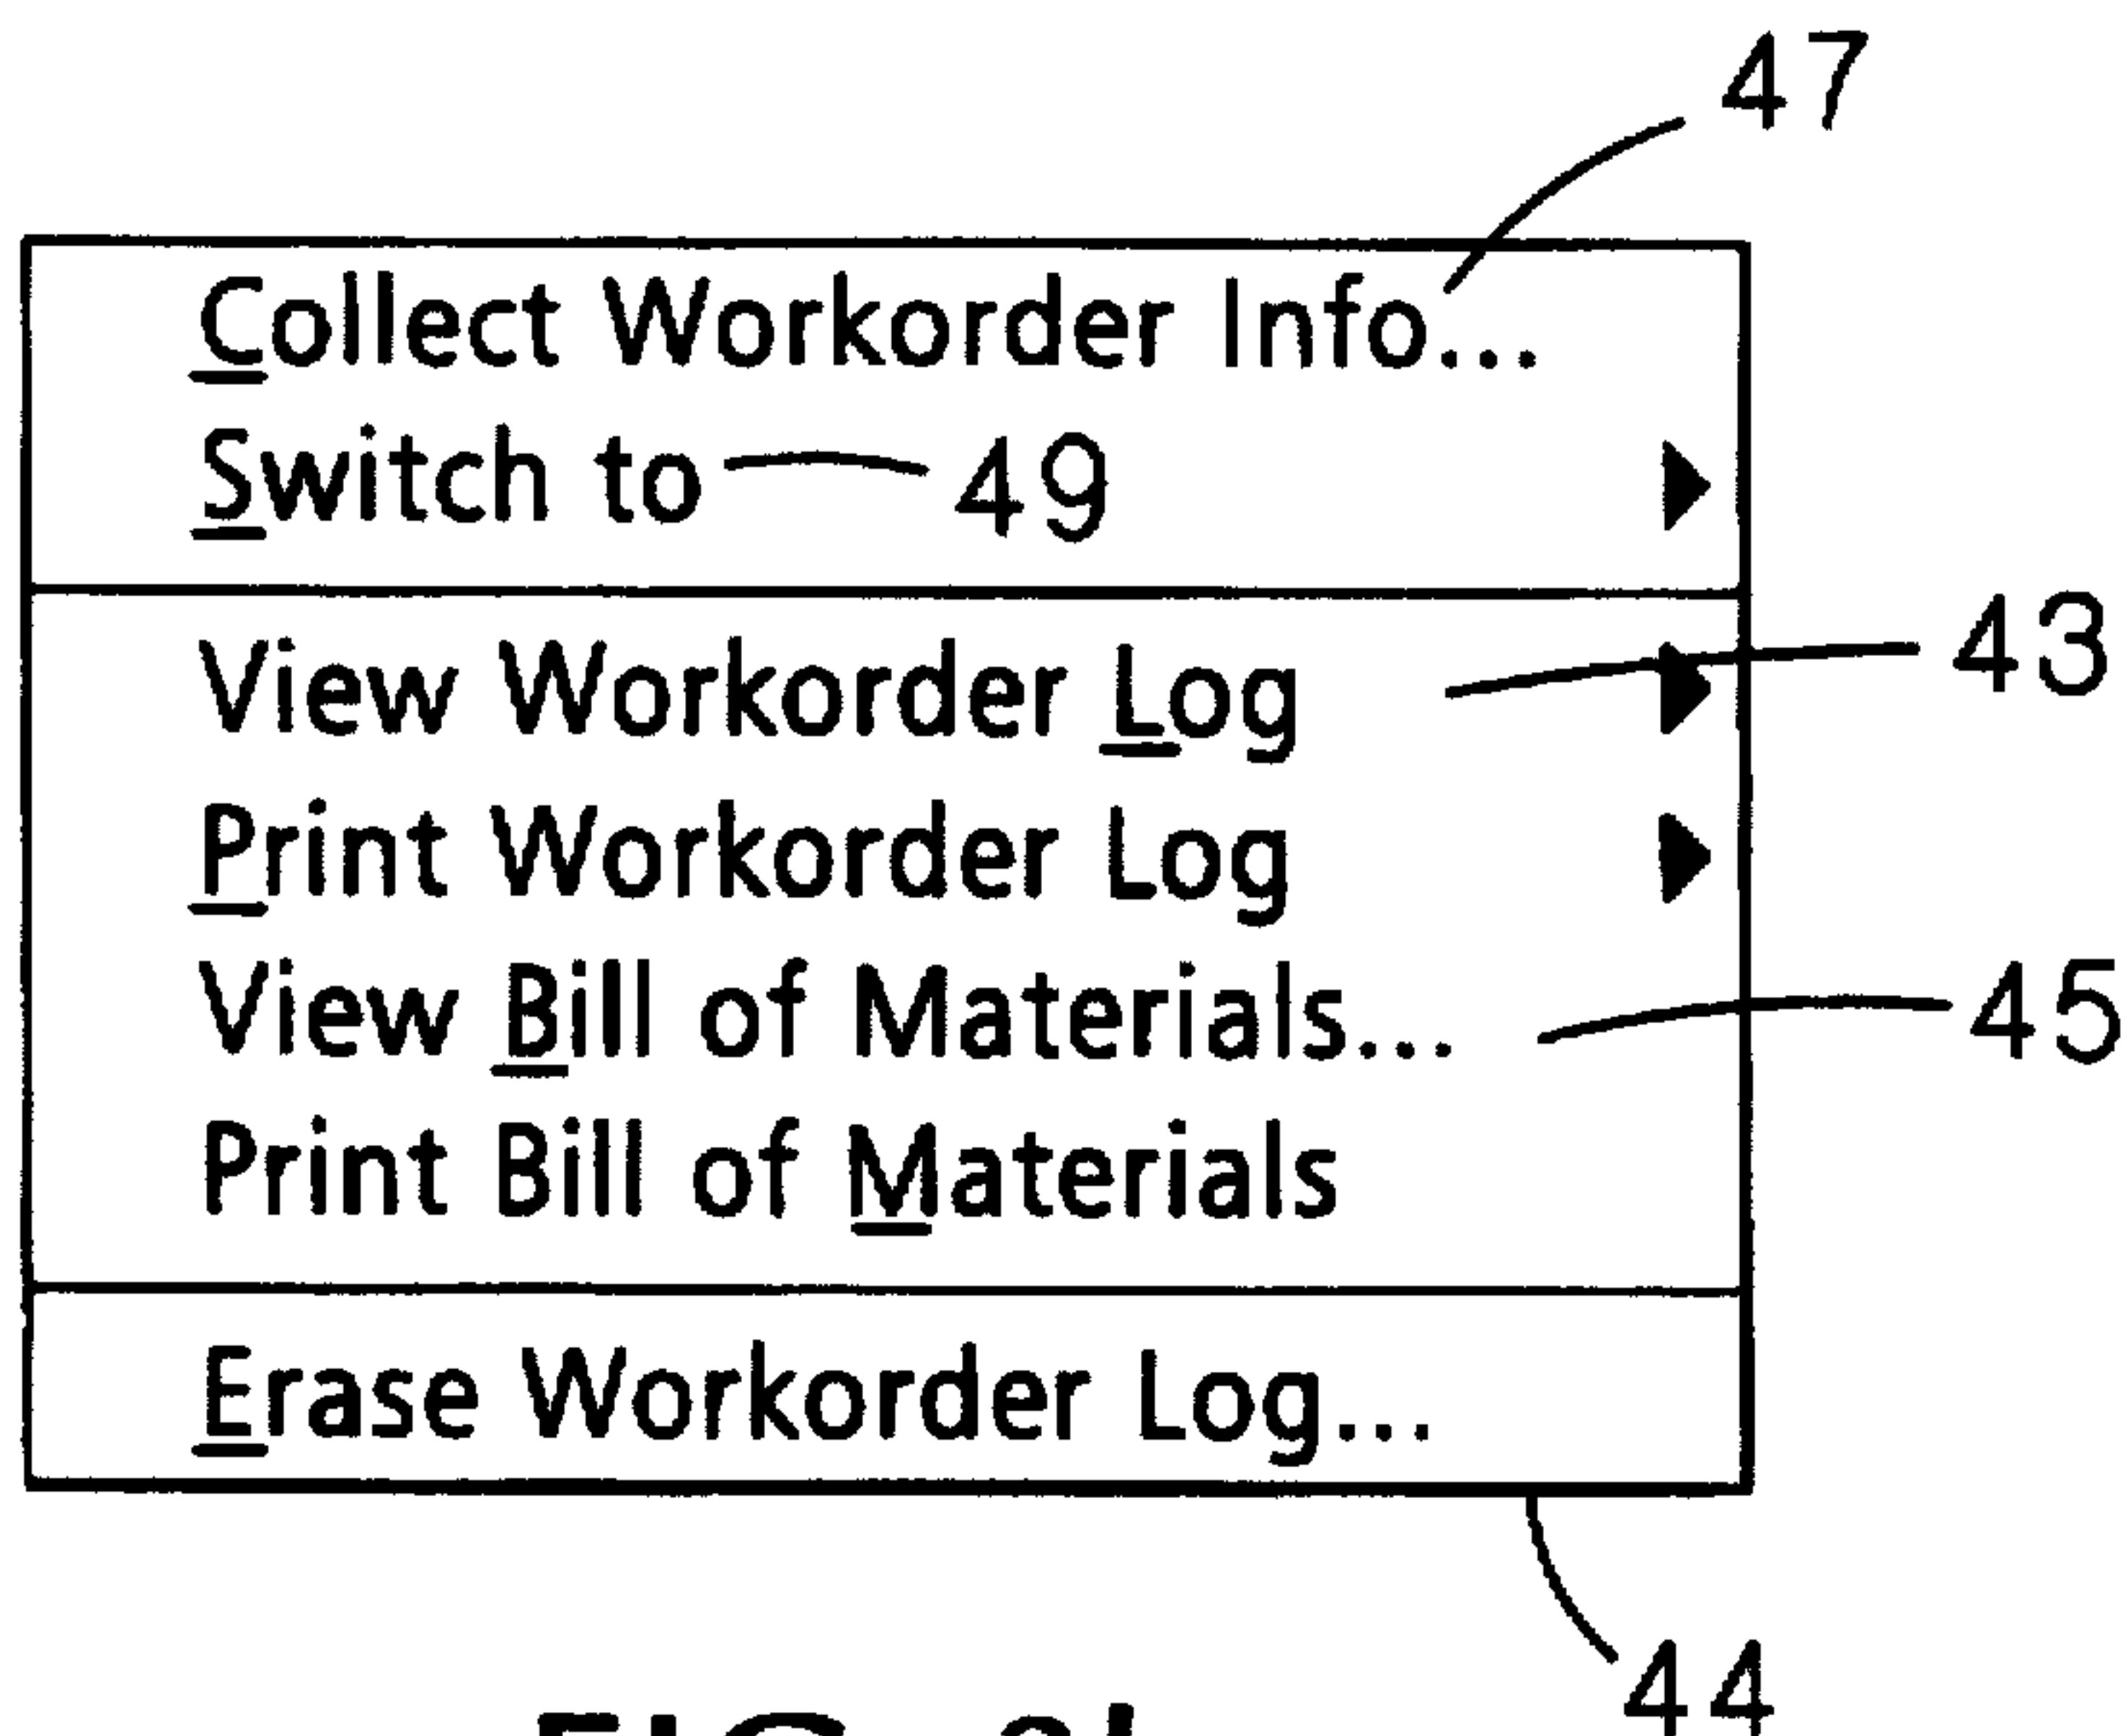 47
Collect Workorder Info...
Switch to 49
View Workorder Log 43
Print Workorder Log
View Bill of Materials... 45
Print Bill of Materials
Erase Workorder Log...
44